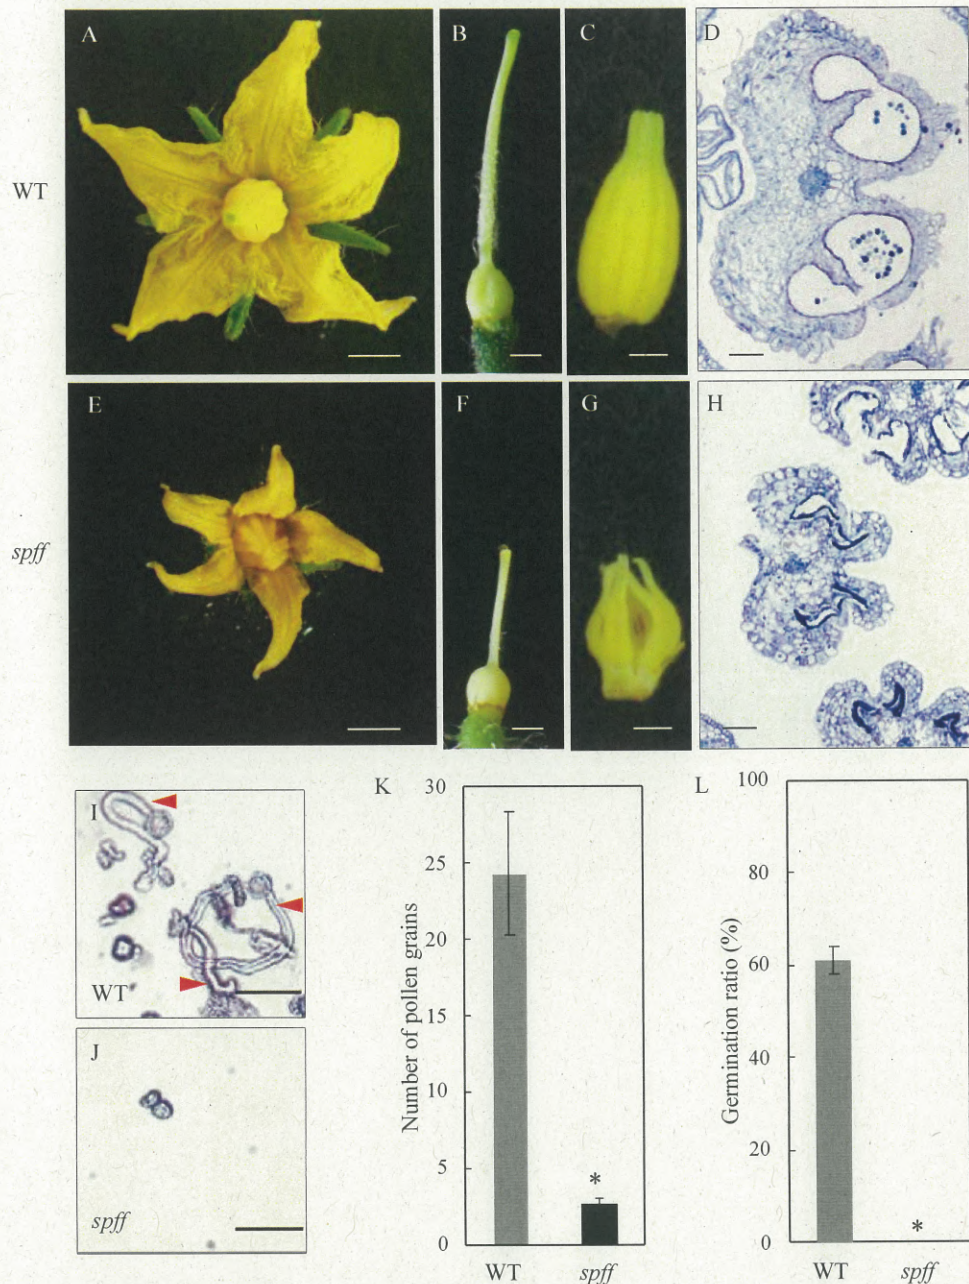 A
B
C
D
WT
E
F
G
H
spff
I
WT
J
spff
K
Number of pollen grains
30
25
20
15
10
5
0
*
WT
spff
L
Germination ratio (%)
100
80
60
40
20
0
*
WT
spff